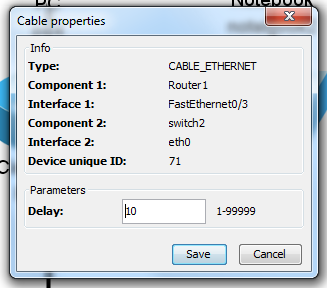 PC
Notebook
Cable properties
Info
Type: CABLE_ETHERNET
Component 1: Router1
Interface 1: FastEthernet0/3
Component 2: switch2
Interface 2: eth0
Device unique ID: 71
Parameters
Delay: 10 1-99999
Save Cancel